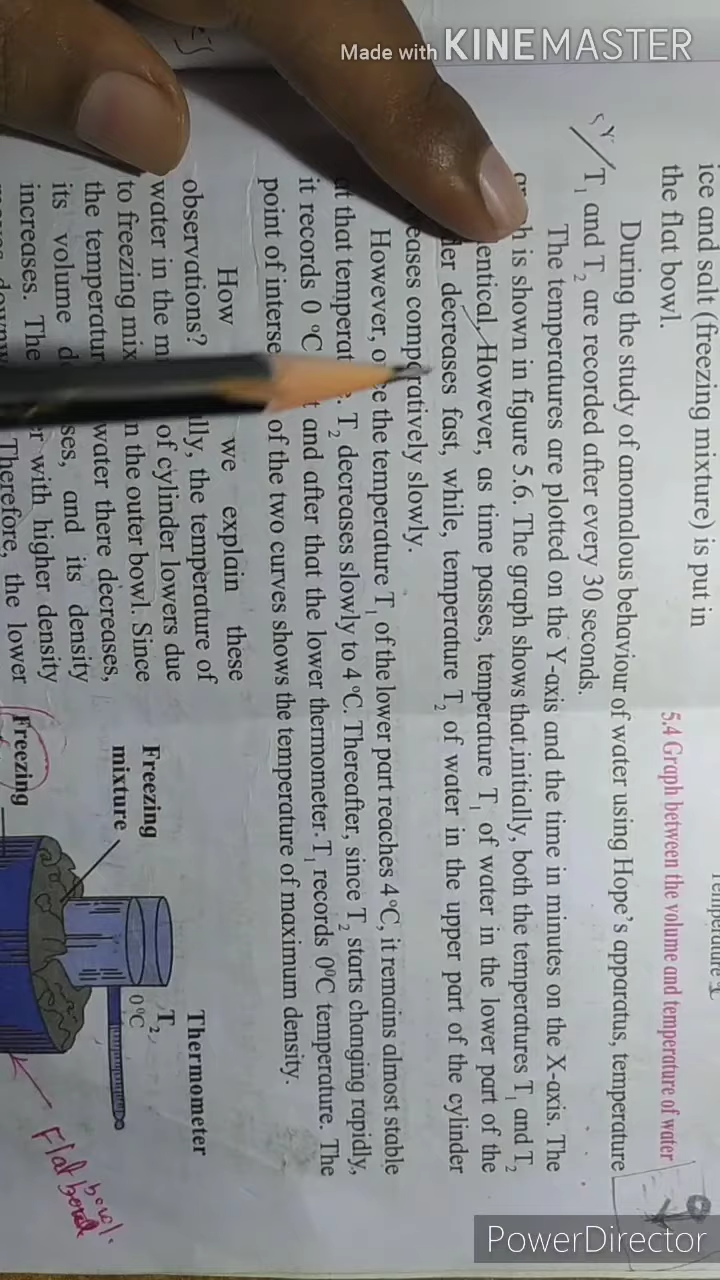 Made with KINEMASTER
ice and salt (freezing mixture) is put in
the flat bowl.
Temperature °C
5.4 Graph between the volume and temperature of water
During the study of anomalous behaviour of water using Hope's apparatus, temperature
T₁ and T₂ are recorded after every 30 seconds.
The temperatures are plotted on the Y-axis and the time in minutes on the X-axis. The
is shown in figure 5.6. The graph shows that, initially, both the temperatures T₁ and T₂
However, as time passes, temperature T₁ of water in the lower part of the
decreases fast, while, temperature T₂ of water in the upper part of the cylinder
comparatively slowly.
However, the temperature T₁ of the lower part reaches 4 °C, it remains almost stable
at that T₂ decreases slowly to 4 °C. Thereafter, since T₂ starts changing rapidly,
it records 0 °C and after that the lower thermometer. T₁ records 0°C temperature. The
point of of the two curves shows the temperature of maximum density.
How we explain these
observations? the temperature of
water in the of cylinder lowers due
to freezing in the outer bowl. Since
the water there decreases,
its volume and its density
increases. The with higher density
Therefore, the lower
Thermometer
T₂
0°C
Freezing
mixture
Freezing
Flat bowl.
PowerDirector